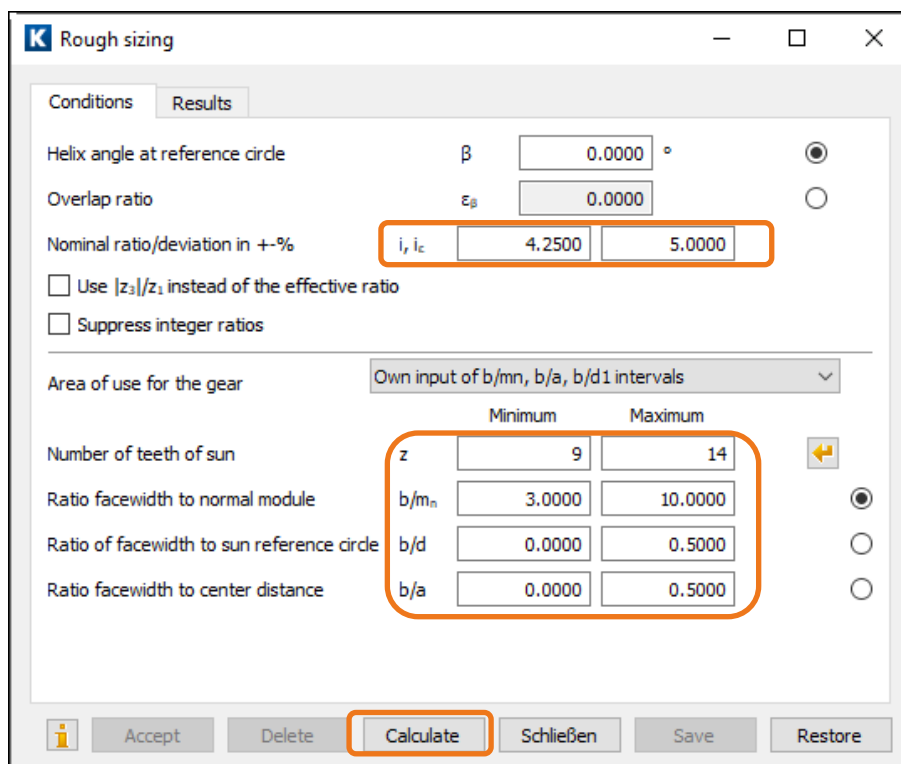 K Rough sizing
Conditions Results
Helix angle at reference circle β 0.0000 °
Overlap ratio εβ 0.0000
Nominal ratio/deviation in +-% i, ic 4.2500 5.0000
Use |z₃|/z₁ instead of the effective ratio
Suppress integer ratios
Area of use for the gear Own input of b/mn, b/a, b/d1 intervals
Minimum Maximum
Number of teeth of sun z 9 14
Ratio facewidth to normal module b/mₙ 3.0000 10.0000
Ratio of facewidth to sun reference circle b/d 0.0000 0.5000
Ratio facewidth to center distance b/a 0.0000 0.5000
i Accept Delete Calculate Schließen Save Restore